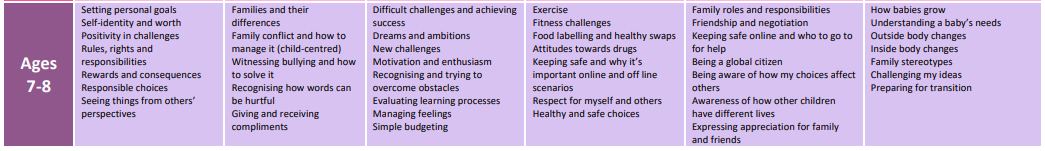 Ages
7-8
Setting personal goals
Self-identity and worth
Positivity in challenges
Rules, rights and
responsibilities
Rewards and consequences
Responsible choices
Seeing things from others'
perspectives
Families and their
differences
Family conflict and how to
manage it (child-centred)
Witnessing bullying and how
to solve it
Recognising how words can
be hurtful
Giving and receiving
compliments
Difficult challenges and achieving
success
Dreams and ambitions
New challenges
Motivation and enthusiasm
Recognising and trying to
overcome obstacles
Evaluating learning processes
Managing feelings
Simple budgeting
Exercise
Fitness challenges
Food labelling and healthy swaps
Attitudes towards drugs
Keeping safe and why it's
important online and off line
scenarios
Respect for myself and others
Healthy and safe choices
Family roles and responsibilities
Friendship and negotiation
Keeping safe online and who to go to
for help
Being a global citizen
Being aware of how my choices affect
others
Awareness of how other children
have different lives
Expressing appreciation for family
and friends
How babies grow
Understanding a baby's needs
Outside body changes
Inside body changes
Family stereotypes
Challenging my ideas
Preparing for transition